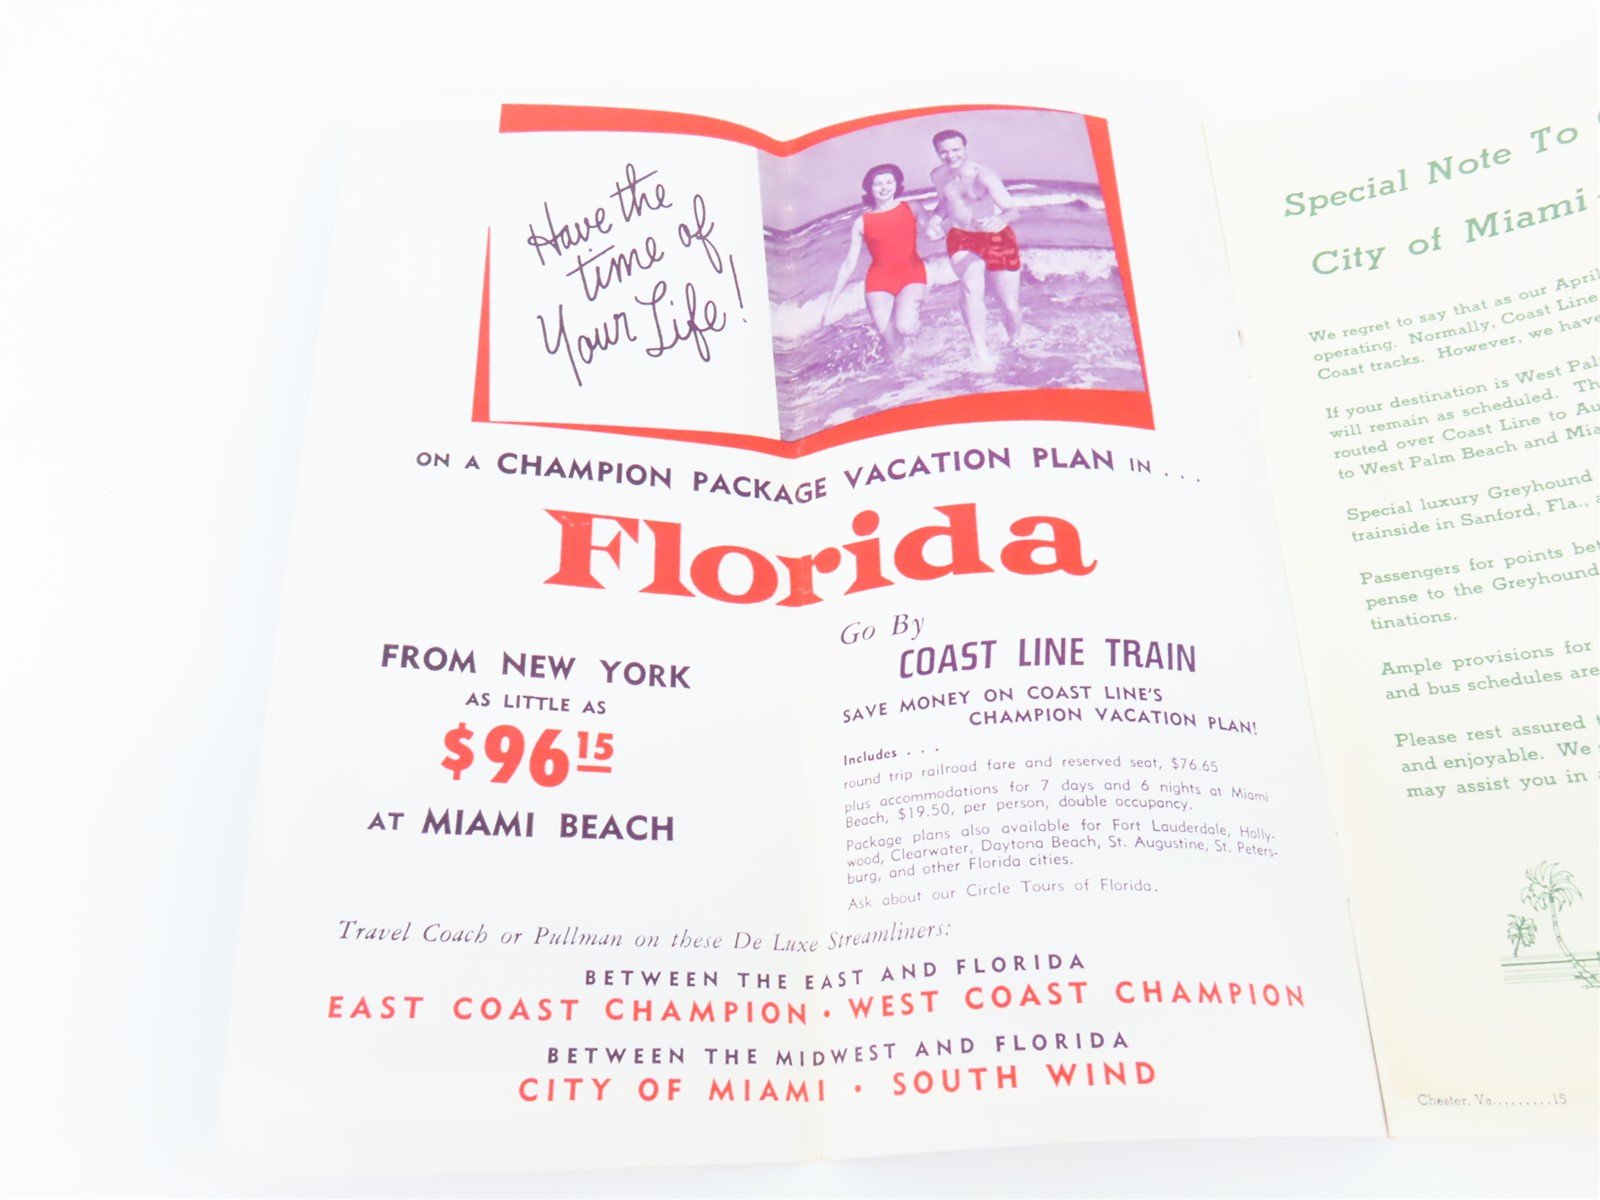 Have the
time of
Your Life!
ON A CHAMPION PACKAGE VACATION PLAN IN . . .
Florida
FROM NEW YORK
AS LITTLE AS
$96 15
AT MIAMI BEACH
Go By
COAST LINE TRAIN
SAVE MONEY ON COAST LINE'S
CHAMPION VACATION PLAN!
Includes . . .
round trip railroad fare and reserved seat, $76.65
plus accommodations for 7 days and 6 nights at Miami
Beach, $19.50, per person, double occupancy.
Package plans also available for Fort Lauderdale, Holly-
wood, Clearwater, Daytona Beach, St. Augustine, St. Peters-
burg, and other Florida cities.
Ask about our Circle Tours of Florida.
Travel Coach or Pullman on these De Luxe Streamliners:
BETWEEN THE EAST AND FLORIDA
EAST COAST CHAMPION • WEST COAST CHAMPION
BETWEEN THE MIDWEST AND FLORIDA
CITY OF MIAMI • SOUTH WIND
Special Note To
City of Miami
We regret to say that as our April
operating. Normally, Coast Line
Coast tracks. However, we have
If your destination is West Pal
will remain as scheduled. Th
routed over Coast Line to Au
to West Palm Beach and Mia
Special luxury Greyhound
trainside in Sanford, Fla.,
Passengers for points bet
pense to the Greyhound
tinations.
Ample provisions for
and bus schedules are
Please rest assured
and enjoyable. We
may assist you in
Chester, Va.........15